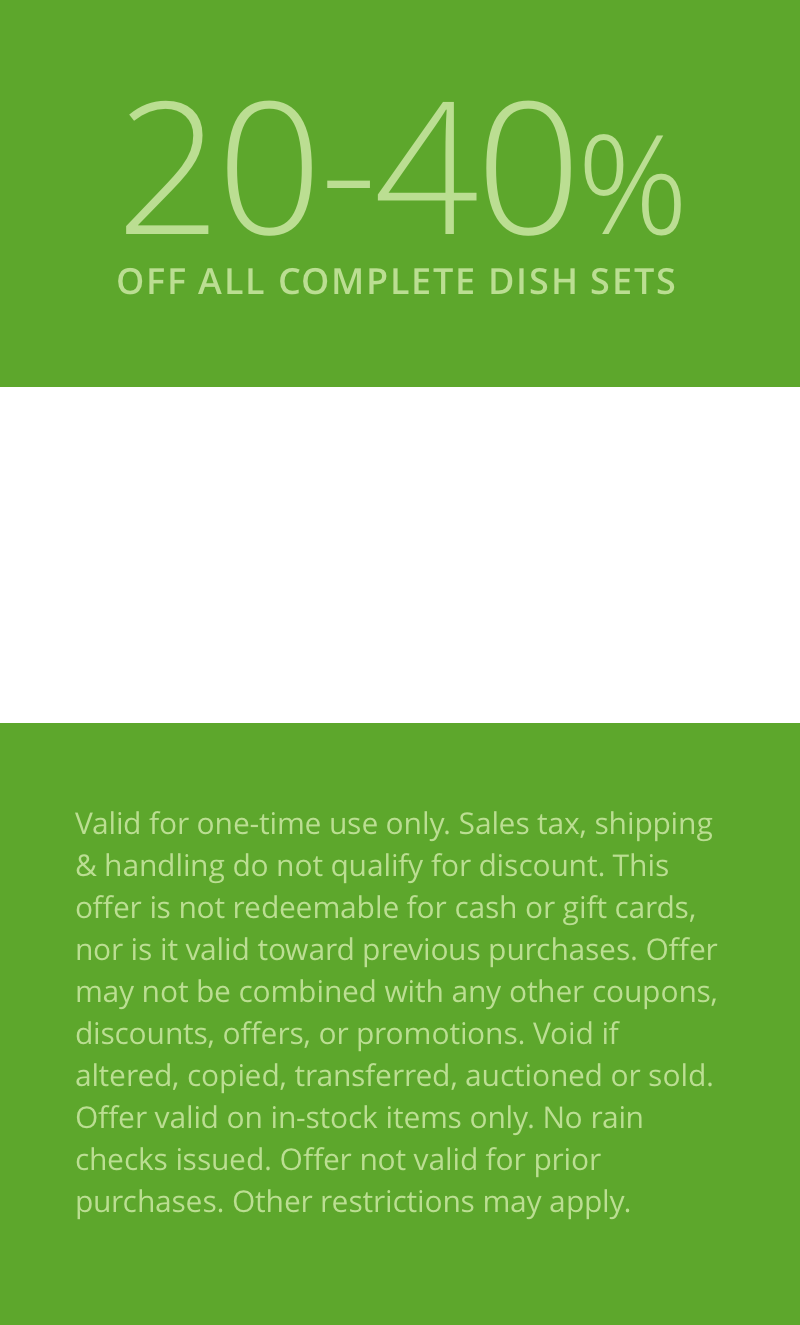 20-40%
OFF ALL COMPLETE DISH SETS
Valid for one-time use only. Sales tax, shipping
& handling do not qualify for discount. This
offer is not redeemable for cash or gift cards,
nor is it valid toward previous purchases. Offer
may not be combined with any other coupons,
discounts, offers, or promotions. Void if
altered, copied, transferred, auctioned or sold.
Offer valid on in-stock items only. No rain
checks issued. Offer not valid for prior
purchases. Other restrictions may apply.